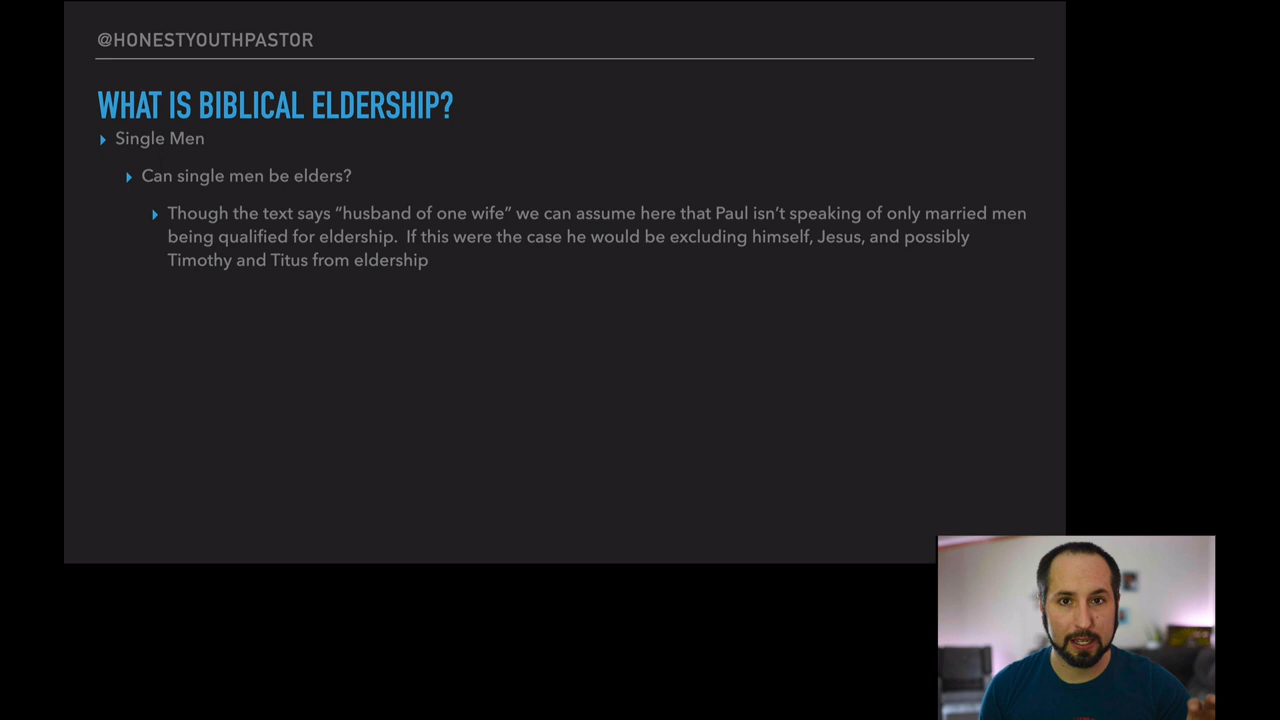 @HONESTYOUTHPASTOR
WHAT IS BIBLICAL ELDERSHIP?
Single Men
Can single men be elders?
Though the text says “husband of one wife” we can assume here that Paul isn’t speaking of only married men
being qualified for eldership.  If this were the case he would be excluding himself, Jesus, and possibly
Timothy and Titus from eldership